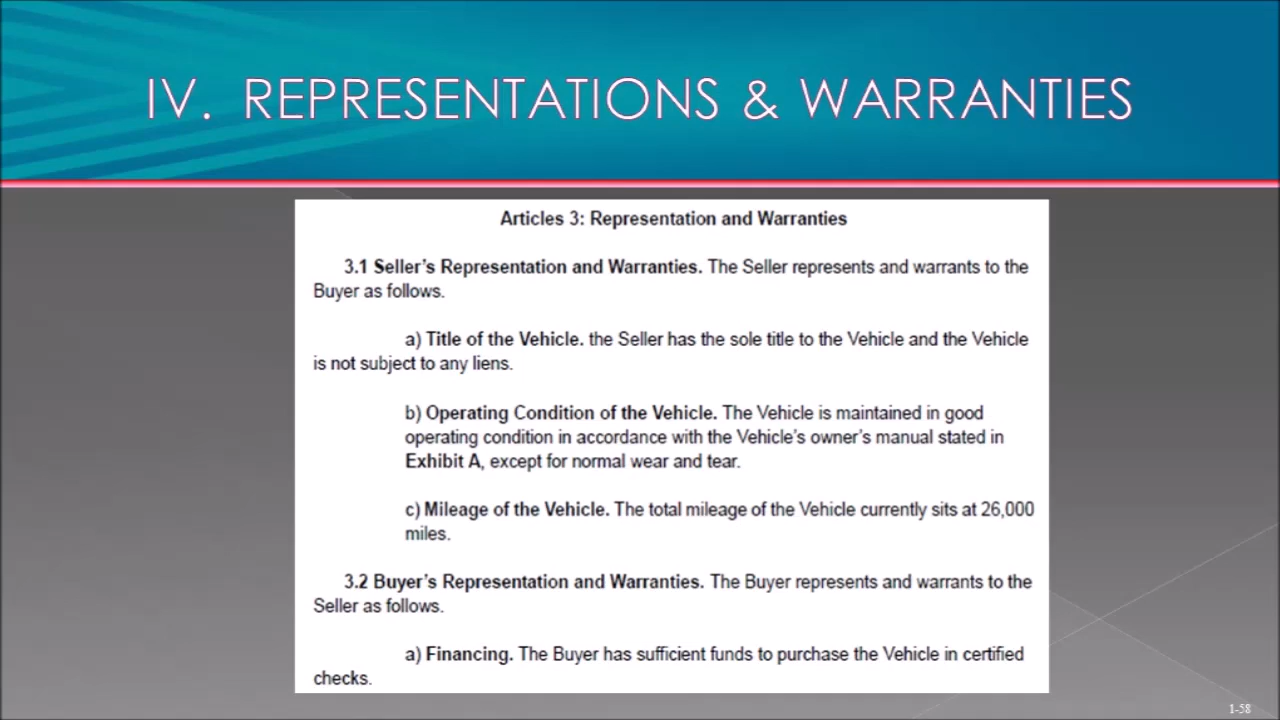 IV. REPRESENTATIONS & WARRANTIES
Articles 3: Representation and Warranties
3.1 Seller's Representation and Warranties. The Seller represents and warrants to the
Buyer as follows.
a) Title of the Vehicle. the Seller has the sole title to the Vehicle and the Vehicle
is not subject to any liens.
b) Operating Condition of the Vehicle. The Vehicle is maintained in good
operating condition in accordance with the Vehicle's owner's manual stated in
Exhibit A, except for normal wear and tear.
c) Mileage of the Vehicle. The total mileage of the Vehicle currently sits at 26,000
miles.
3.2 Buyer's Representation and Warranties. The Buyer represents and warrants to the
Seller as follows.
a) Financing. The Buyer has sufficient funds to purchase the Vehicle in certified
checks.
1-58